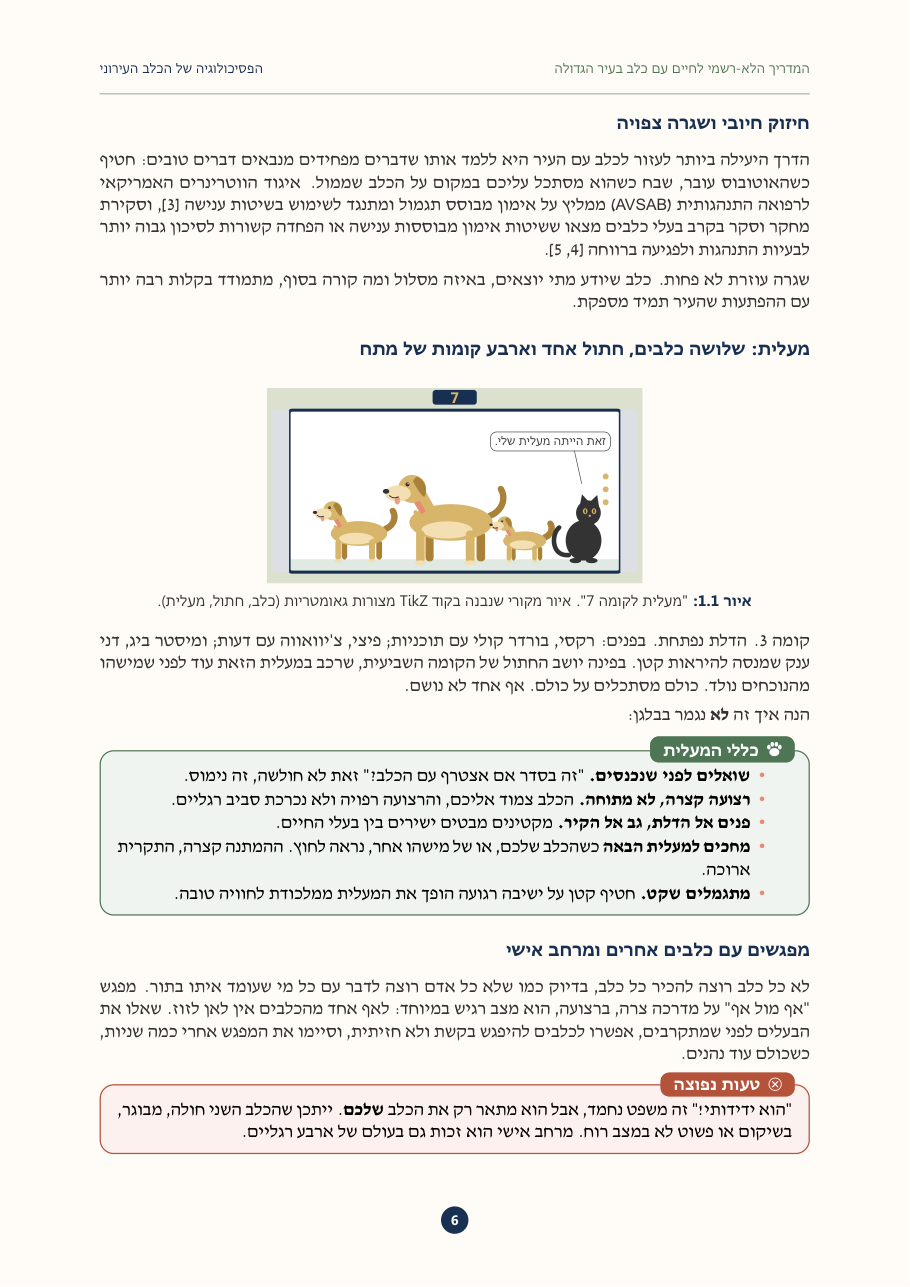 המדריך הלא-רשמי לחיים עם כלב בעיר הגדולה
הפסיכולוגיה של הכלב העירוני
חיזוק חיובי ושגרה צפויה
הדרך היעילה ביותר לעזור לכלב עם העיר היא ללמד אותו שדברים מפחידים מנבאים דברים טובים: חטיף
כשהאוטובוס עובר, שבח כשהוא מסתכל עליכם במקום על הכלב שממול. איגוד הווטרינרים האמריקאי
לרפואה התנהגותית (AVSAB) ממליץ על אימון מבוסס תגמול ומתנגד לשימוש בשיטות ענישה [3], וסקירת
מחקר וסקר בקרב בעלי כלבים מצאו ששיטות אימון מבוססות ענישה או הפחדה קשורות לסיכון גבוה יותר
לבעיות התנהגות ולפגיעה ברווחה [4, 5].
שגרה עוזרת לא פחות. כלב שיודע מתי יוצאים, באיזה מסלול ומה קורה בסוף, מתמודד בקלות רבה יותר
עם ההפתעות שהעיר תמיד מספקת.
מעלית: שלושה כלבים, חתול אחד וארבע קומות של מתח
7
זאת הייתה מעלית שלי.
איור 1.1: "מעלית לקומה 7". איור מקורי שנבנה בקוד TikZ מצורות גאומטריות (כלב, חתול, מעלית).
קומה 3. הדלת נפתחת. בפנים: רקסי, בורדר קולי עם תוכניות; פיצי, צ'יוואווה עם דעות; ומיסטר ביג, דני
ענק שמנסה להיראות קטן. בפינה יושב החתול של הקומה השביעית, שרכב במעלית הזאת עוד לפני שמישהו
מהנוכחים נולד. כולם מסתכלים על כולם. אף אחד לא נושם.
הנה איך זה לא נגמר בבלגן:
כללי המעלית
• שואלים לפני שנכנסים. "זה בסדר אם אצטרף עם הכלב?" זאת לא חולשה, זה נימוס.
• רצועה קצרה, לא מתוחה. הכלב צמוד אליכם, והרצועה רפויה ולא נכרכת סביב רגליים.
• פנים אל הדלת, גב אל הקיר. מקטינים מבטים ישירים בין בעלי החיים.
• מחכים למעלית הבאה כשהכלב שלכם, או של מישהו אחר, נראה לחוץ. ההמתנה קצרה, התקרית
ארוכה.
• מתגמלים שקט. חטיף קטן על ישיבה רגועה הופך את המעלית ממלכודת לחוויה טובה.
מפגשים עם כלבים אחרים ומרחב אישי
לא כל כלב רוצה להכיר כל כלב, בדיוק כמו שלא כל אדם רוצה לדבר עם כל מי שעומד איתו בתור. מפגש
"אף מול אף" על מדרכה צרה, ברצועה, הוא מצב רגיש במיוחד: לאף אחד מהכלבים אין לאן לזוז. שאלו את
הבעלים לפני שמתקרבים, אפשרו לכלבים להיפגש בקשת ולא חזיתית, וסיימו את המפגש אחרי כמה שניות,
כשכולם עוד נהנים.
טעות נפוצה
"הוא ידידותי!" זה משפט נחמד, אבל הוא מתאר רק את הכלב שלכם. ייתכן שהכלב השני חולה, מבוגר,
בשיקום או פשוט לא במצב רוח. מרחב אישי הוא זכות גם בעולם של ארבע רגליים.
6